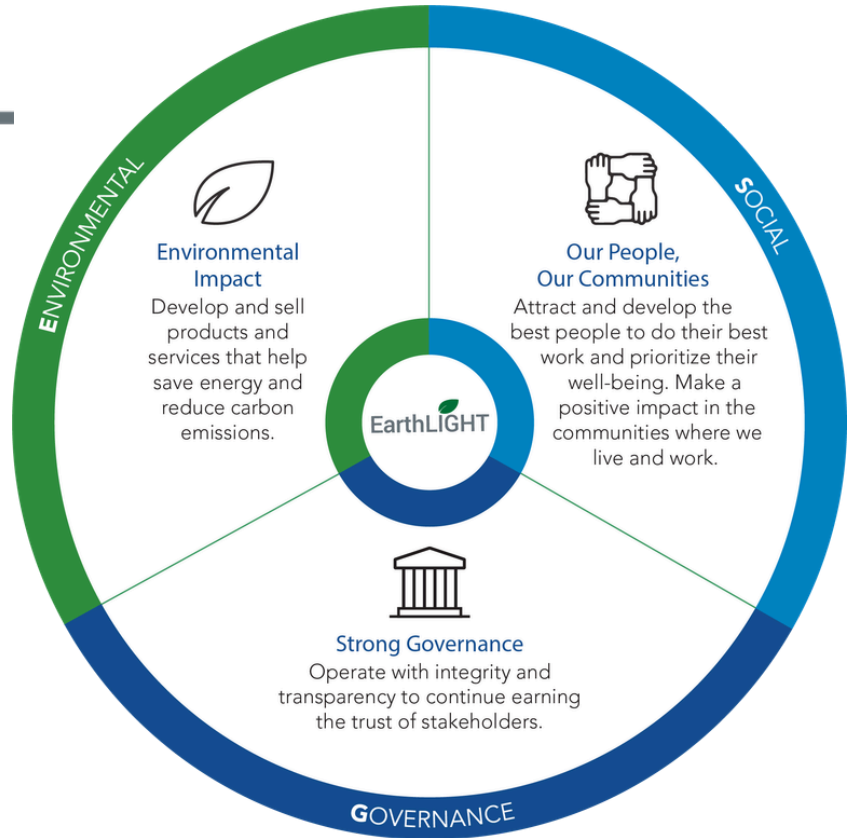 ENVIRONMENTAL
Environmental
Impact
Develop and sell
products and
services that help
save energy and
reduce carbon
emissions.
SOCIAL
Our People,
Our Communities
Attract and develop the
best people to do their best
work and prioritize their
well-being. Make a
positive impact in the
communities where we
live and work.
EarthLIGHT
Strong Governance
Operate with integrity and
transparency to continue earning
the trust of stakeholders.
GOVERNANCE